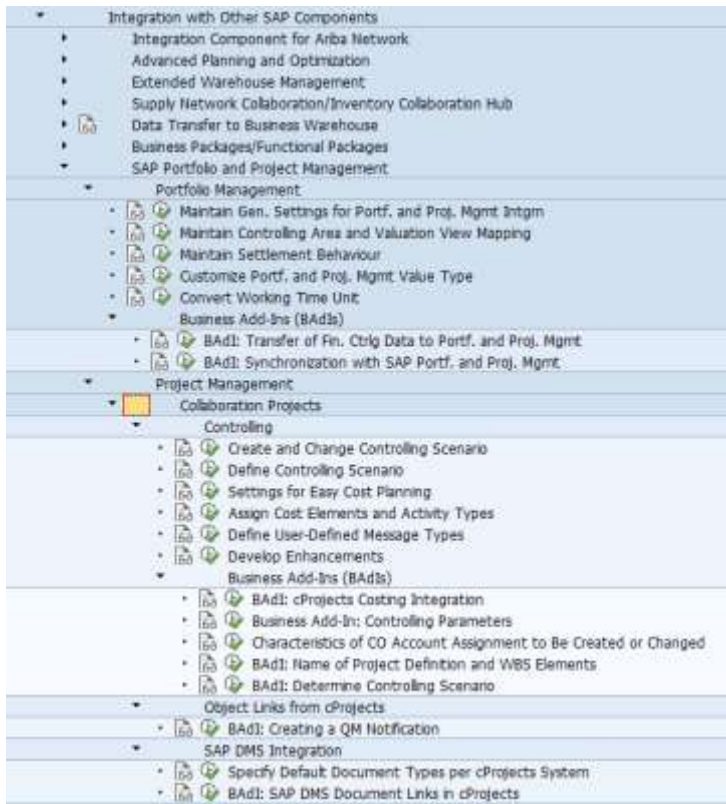 Integration with Other SAP Components
Integration Component for Ariba Network
Advanced Planning and Optimization
Extended Warehouse Management
Supply Network Collaboration/Inventory Collaboration Hub
Data Transfer to Business Warehouse
Business Packages/Functional Packages
SAP Portfolio and Project Management
Portfolio Management
Maintain Gen. Settings for Portf. and Proj. Mgmt Intgrn
Maintain Controlling Area and Valuation View Mapping
Maintain Settlement Behaviour
Customize Portf. and Proj. Mgmt Value Type
Convert Working Time Unit
Business Add-Ins (BAdIs)
BAdI: Transfer of Fin. Ctrlg Data to Portf. and Proj. Mgmt
BAdI: Synchronization with SAP Portf. and Proj. Mgmt.
Project Management
Collaboration Projects
Controlling
Create and Change Controlling Scenario
Define Controlling Scenario
Settings for Easy Cost Planning
Assign Cost Elements and Activity Types
Define User-Defined Message Types
Develop Enhancements
Business Add-Ins (BAdIs)
BAdI: cProjects Costing Integration
Business Add-In: Controlling Parameters
Characteristics of CO Account Assignment to Be Created or Changed
BAdI: Name of Project Definition and WBS Elements
BAdI: Determine Controlling Scenario
Object Links from cProjects
BAdI: Creating a QM Notification
SAP DMS Integration
Specify Default Document Types per cProjects System
BAdI: SAP DMS Document Links in cProjects